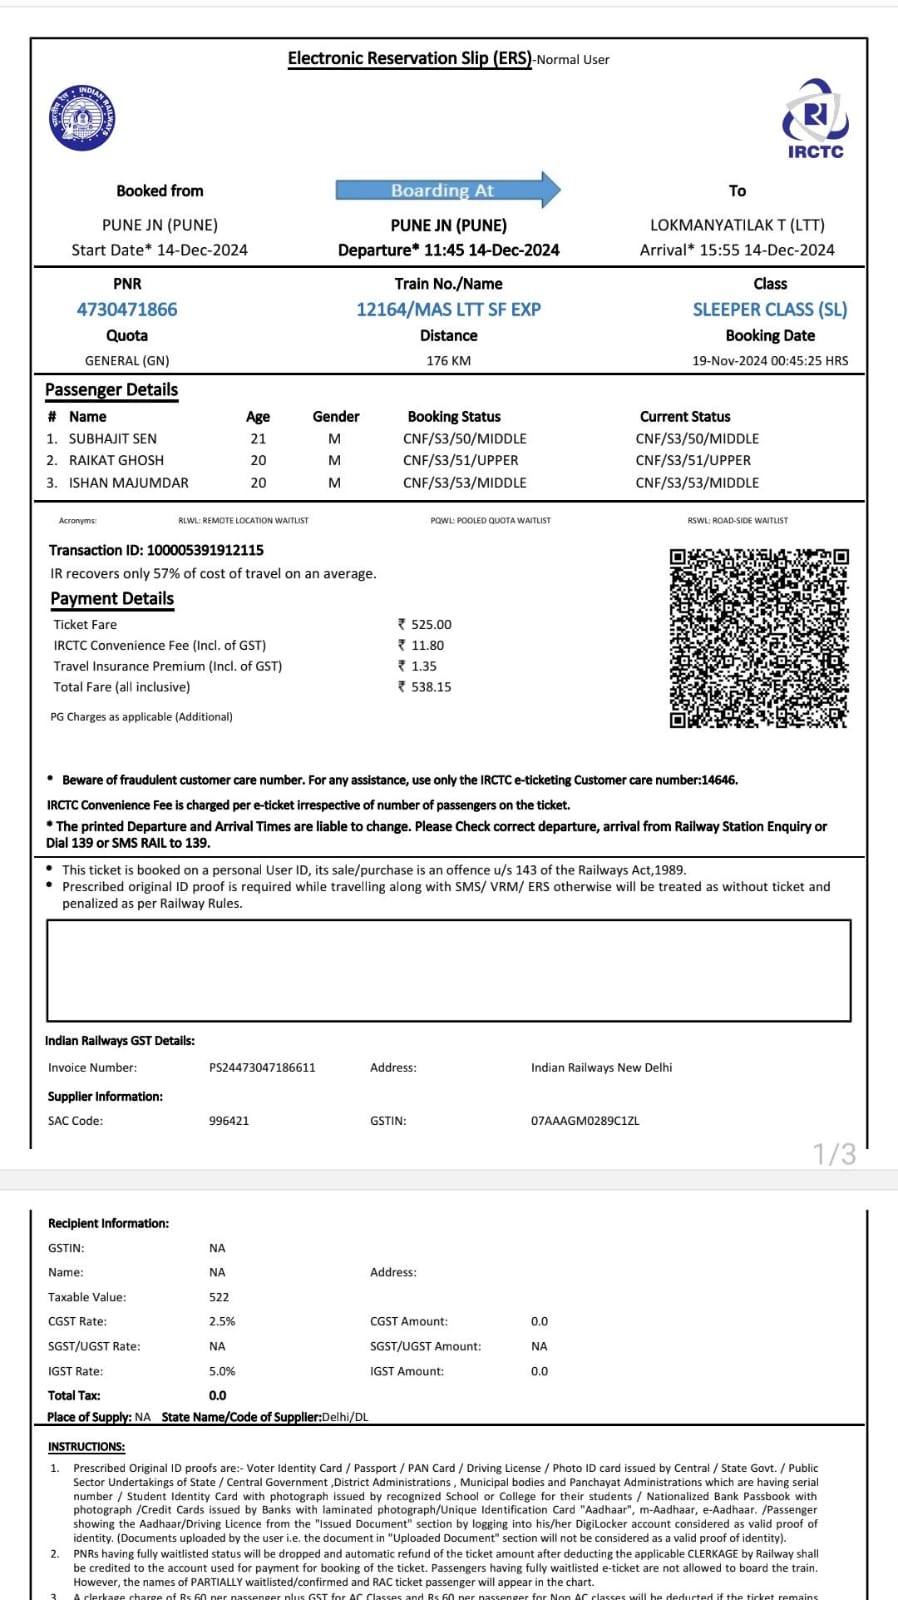 Electronic Reservation Slip (ERS)-Normal User
INDIAN RAILWAYS
IRCTC
Booked from Boarding At To
PUNE JN (PUNE) PUNE JN (PUNE) LOKMANYATILAK T (LTT)
Start Date* 14-Dec-2024 Departure* 11:45 14-Dec-2024 Arrival* 15:55 14-Dec-2024
PNR Train No./Name Class
4730471866 12164/MAS LTT SF EXP SLEEPER CLASS (SL)
Quota Distance Booking Date
GENERAL (GN) 176 KM 19-Nov-2024 00:45:25 HRS
Passenger Details
# Name Age Gender Booking Status Current Status
1. SUBHAJIT SEN 21 M CNF/S3/50/MIDDLE CNF/S3/50/MIDDLE
2. RAIKAT GHOSH 20 M CNF/S3/51/UPPER CNF/S3/51/UPPER
3. ISHAN MAJUMDAR 20 M CNF/S3/53/MIDDLE CNF/S3/53/MIDDLE
Acronyms: RLWL: REMOTE LOCATION WAITLIST PQWL: POOLED QUOTA WAITLIST RSWL: ROAD-SIDE WAITLIST
Transaction ID: 100005391912115
IR recovers only 57% of cost of travel on an average.
Payment Details
Ticket Fare ₹ 525.00
IRCTC Convenience Fee (Incl. of GST) ₹ 11.80
Travel Insurance Premium (Incl. of GST) ₹ 1.35
Total Fare (all inclusive) ₹ 538.15
PG Charges as applicable (Additional)
• Beware of fraudulent customer care number. For any assistance, use only the IRCTC e-ticketing Customer care number:14646.
IRCTC Convenience Fee is charged per e-ticket irrespective of number of passengers on the ticket.
* The printed Departure and Arrival Times are liable to change. Please Check correct departure, arrival from Railway Station Enquiry or
Dial 139 or SMS RAIL to 139.
• This ticket is booked on a personal User ID, its sale/purchase is an offence u/s 143 of the Railways Act,1989.
• Prescribed original ID proof is required while travelling along with SMS/ VRM/ ERS otherwise will be treated as without ticket and
penalized as per Railway Rules.
Indian Railways GST Details:
Invoice Number: PS24473047186611 Address: Indian Railways New Delhi
Supplier Information:
SAC Code: 996421 GSTIN: 07AAAGM0289C1ZL
1/3
Recipient Information:
GSTIN: NA
Name: NA Address:
Taxable Value: 522
CGST Rate: 2.5% CGST Amount: 0.0
SGST/UGST Rate: NA SGST/UGST Amount: NA
IGST Rate: 5.0% IGST Amount: 0.0
Total Tax: 0.0
Place of Supply: NA State Name/Code of Supplier:Delhi/DL
INSTRUCTIONS:
1. Prescribed Original ID proofs are:- Voter Identity Card / Passport / PAN Card / Driving License / Photo ID card issued by Central / State Govt. / Public
Sector Undertakings of State / Central Government ,District Administrations , Municipal bodies and Panchayat Administrations which are having serial
number / Student Identity Card with photograph issued by recognized School or College for their students / Nationalized Bank Passbook with
photograph /Credit Cards issued by Banks with laminated photograph/Unique Identification Card "Aadhaar", m-Aadhaar, e-Aadhaar. /Passenger
showing the Aadhaar/Driving Licence from the "Issued Document" section by logging into his/her DigiLocker account considered as valid proof of
identity. (Documents uploaded by the user i.e. the document in "Uploaded Document" section will not be considered as a valid proof of identity).
2. PNRs having fully waitlisted status will be dropped and automatic refund of the ticket amount after deducting the applicable CLERKAGE by Railway shall
be credited to the account used for payment for booking of the ticket. Passengers having fully waitlisted e-ticket are not allowed to board the train.
However, the names of PARTIALLY waitlisted/confirmed and RAC ticket passenger will appear in the chart.
3. A clerkage charge of Rs.60 per passenger plus GST for AC Classes and Rs.60 per passenger for Non AC classes will be deducted if the ticket remains